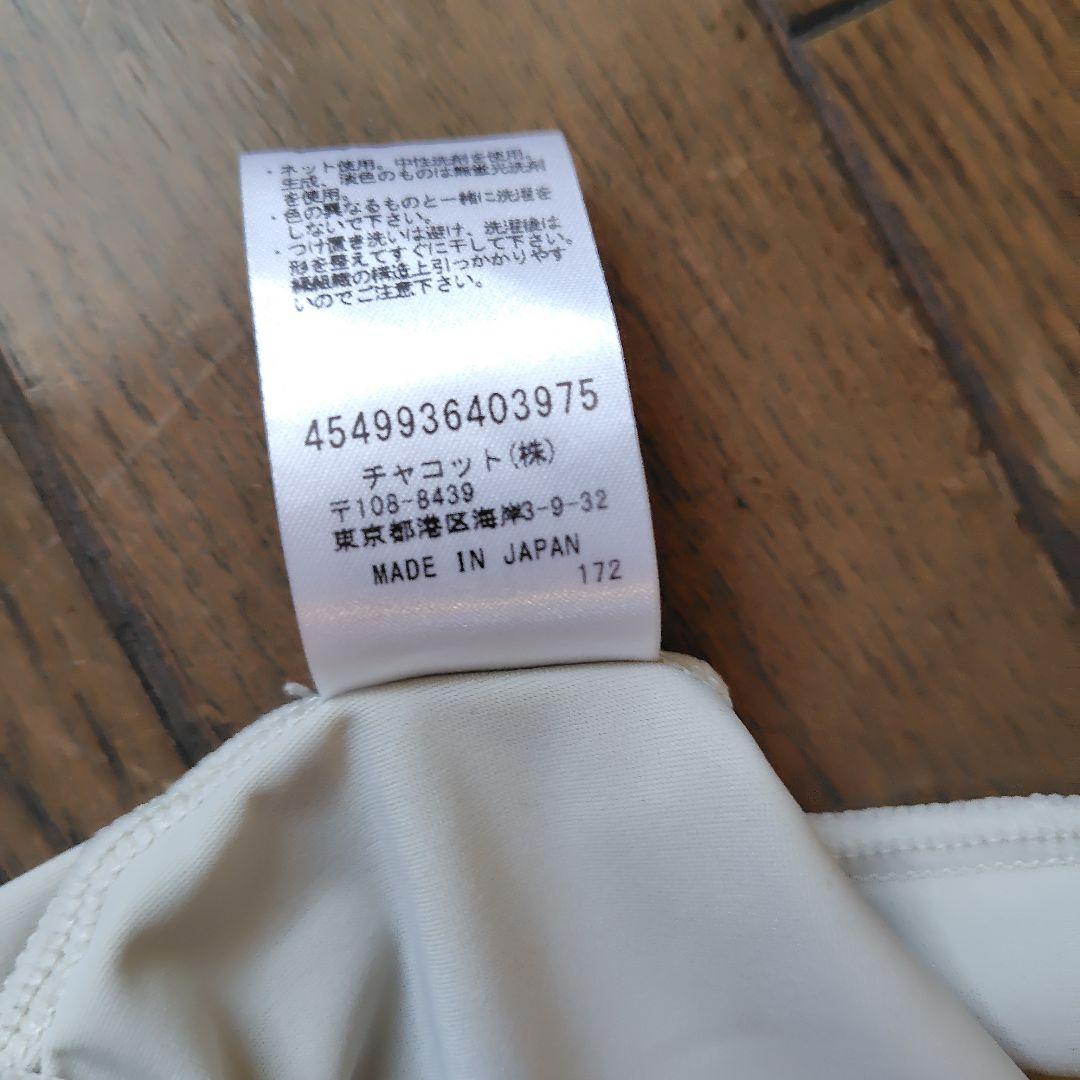 ・ネット使用。中性洗剤を使用。
生成、淡色のものは無蛍光洗剤
を使用。
・色の異なるものと一緒に洗濯を
しないで下さい。
・つけ置き洗いは避け、洗濯後は
形を整えてすぐに干して下さい。
繊組織の構造上引っかかりやす
いのでご注意下さい。
4549936403975
チャコット(株)
〒108-8439
東京都港区海岸3-9-32
MADE IN JAPAN
172